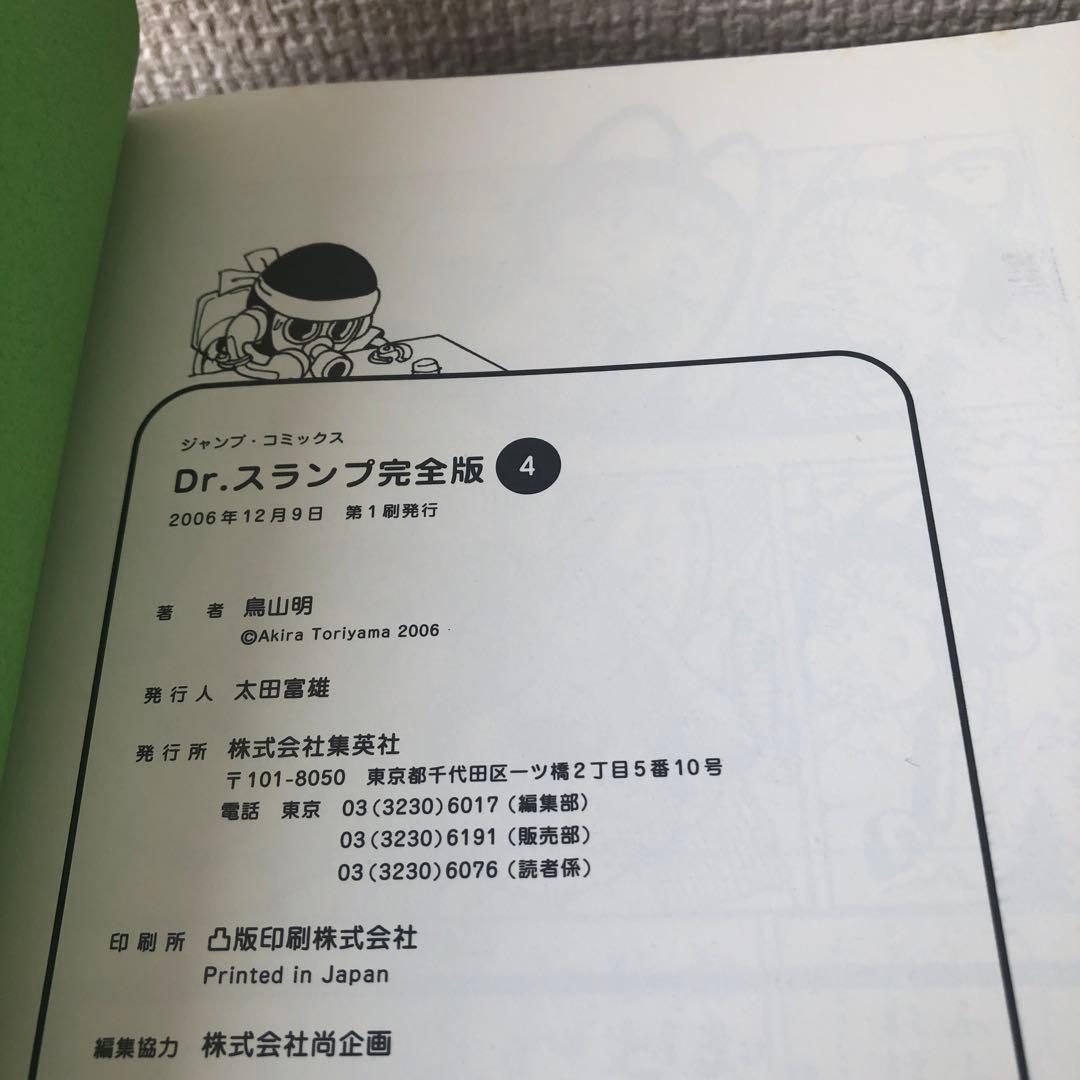 ジャンプ・コミックス
Dr.スランプ完全版 4
2006年12月9日 第1刷発行
著者 鳥山明
©Akira Toriyama 2006
発行人 太田富雄
発行所 株式会社集英社
〒101-8050 東京都千代田区一ツ橋2丁目5番10号
電話 東京 03(3230)6017(編集部)
03(3230)6191(販売部)
03(3230)6076(読者係)
印刷所 凸版印刷株式会社
Printed in Japan
編集協力 株式会社尚企画